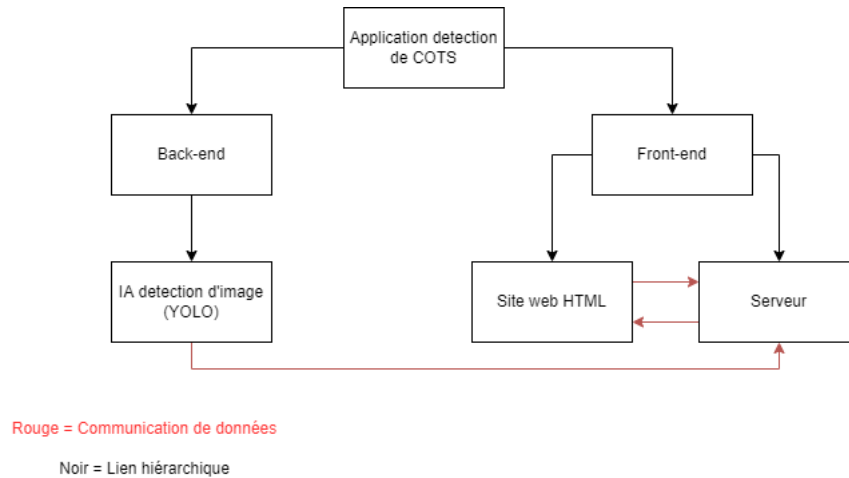 Application detection
de COTS
Back-end
Front-end
IA detection d'image
(YOLO)
Site web HTML
Serveur
Rouge = Communication de données
Noir = Lien hiérarchique